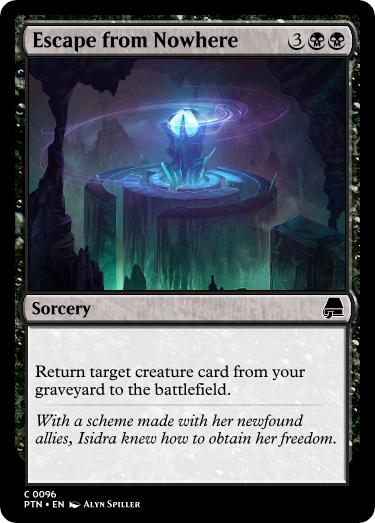 Escape from Nowhere 3
Sorcery
Return target creature card from your
graveyard to the battlefield.
With a scheme made with her newfound
allies, Isidra knew how to obtain her freedom.
C 0096
PTN • EN Alyn Spiller